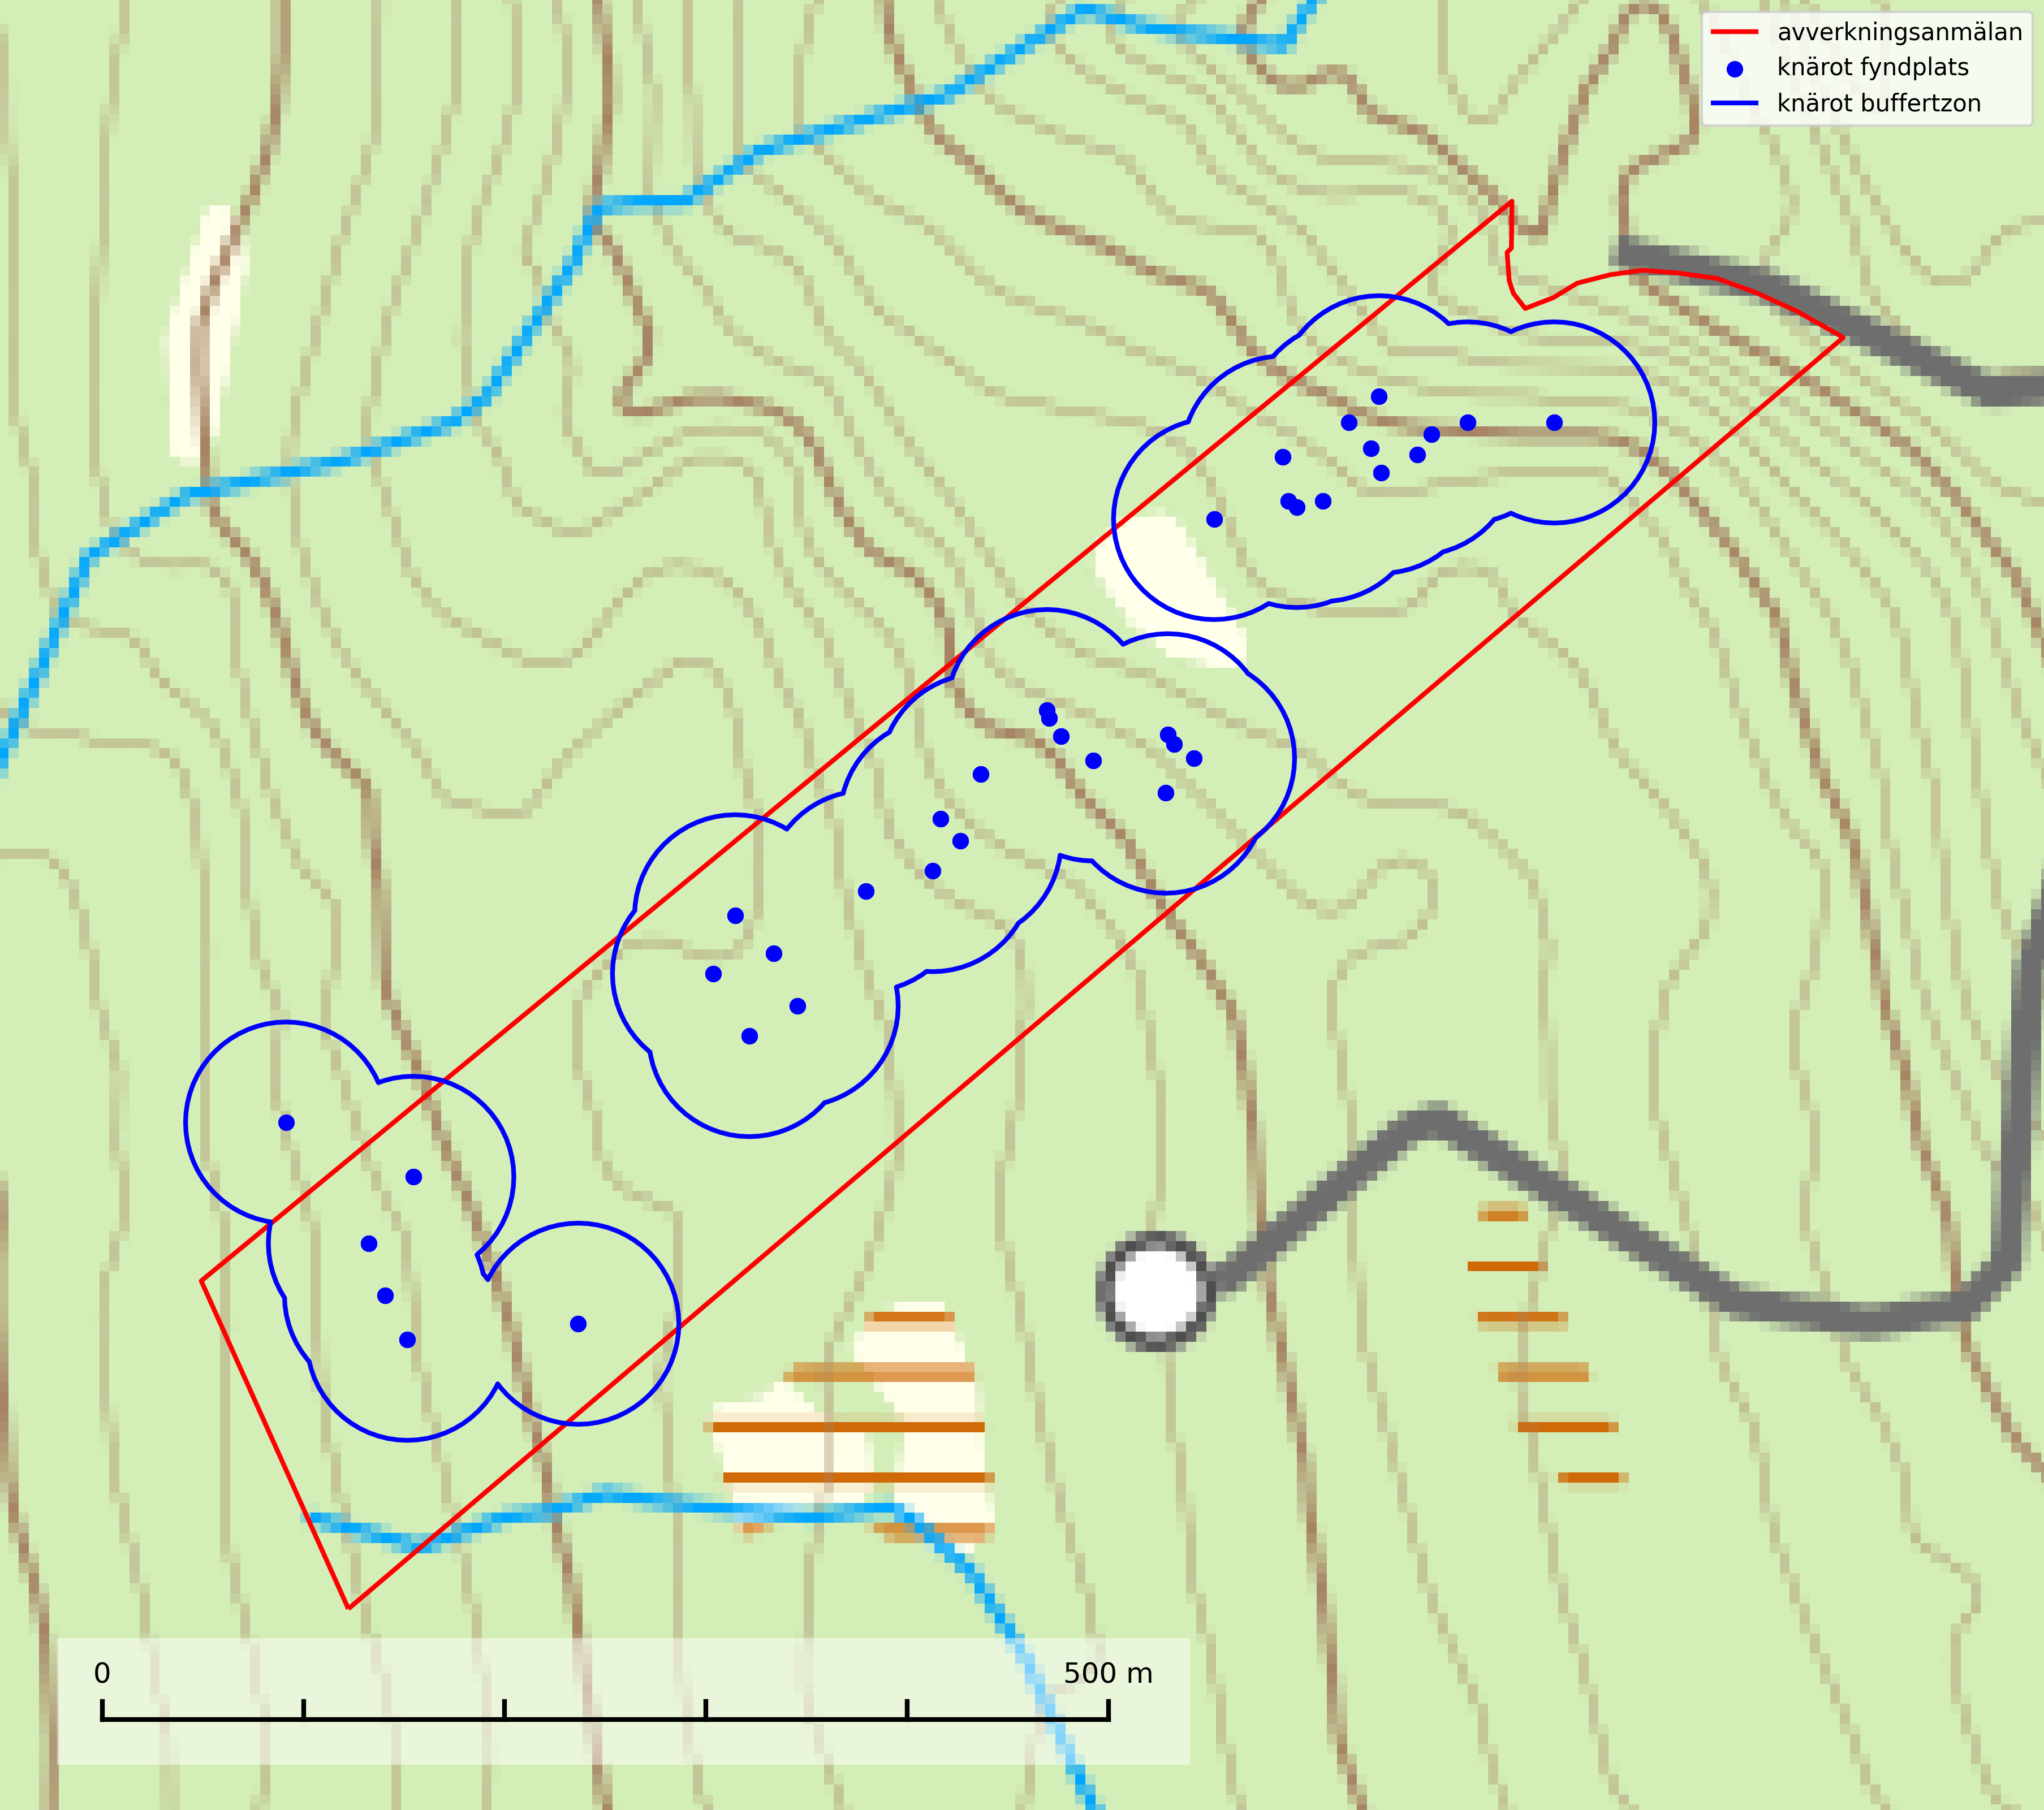 avverkningsanmälan
knärot fyndplats
knärot buffertzon
0 500 m